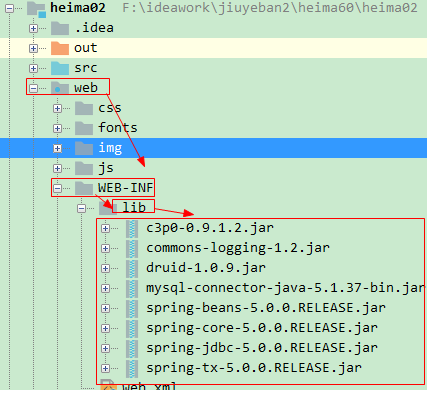 heima02 F:\ideawork\jiuyeban2\heima60\heima02
.idea
out
src
web
css
fonts
img
js
WEB-INF
lib
c3p0-0.9.1.2.jar
commons-logging-1.2.jar
druid-1.0.9.jar
mysql-connector-java-5.1.37-bin.jar
spring-beans-5.0.0.RELEASE.jar
spring-core-5.0.0.RELEASE.jar
spring-jdbc-5.0.0.RELEASE.jar
spring-tx-5.0.0.RELEASE.jar
web.xml